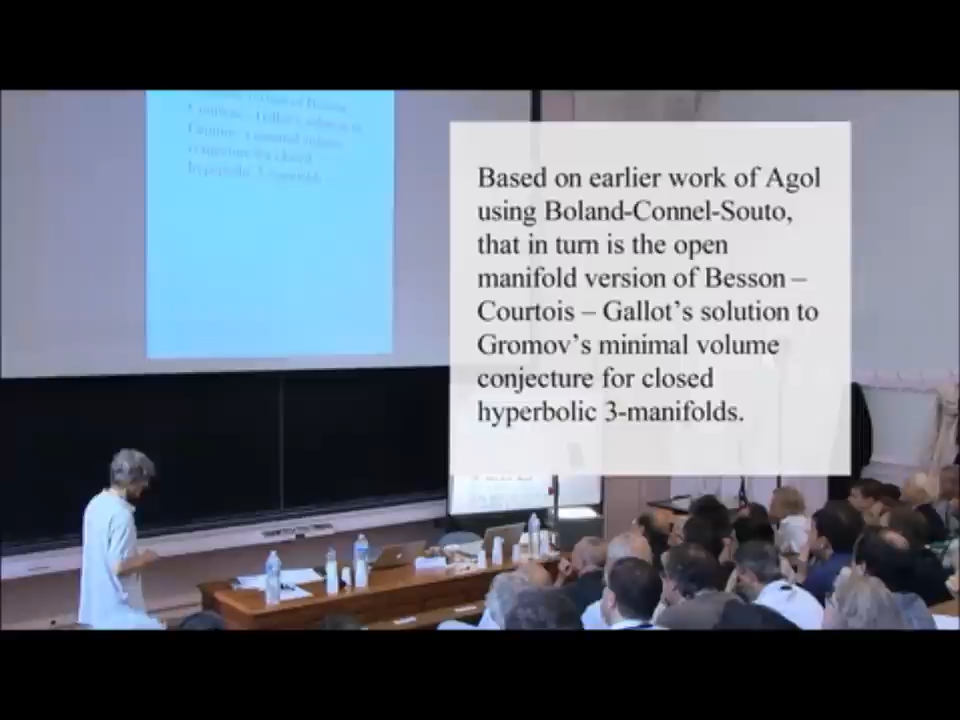 Based on earlier work of Agol
using Boland-Connel-Souto,
that in turn is the open
manifold version of Besson –
Courtois – Gallot’s solution to
Gromov’s minimal volume
conjecture for closed
hyperbolic 3-manifolds.